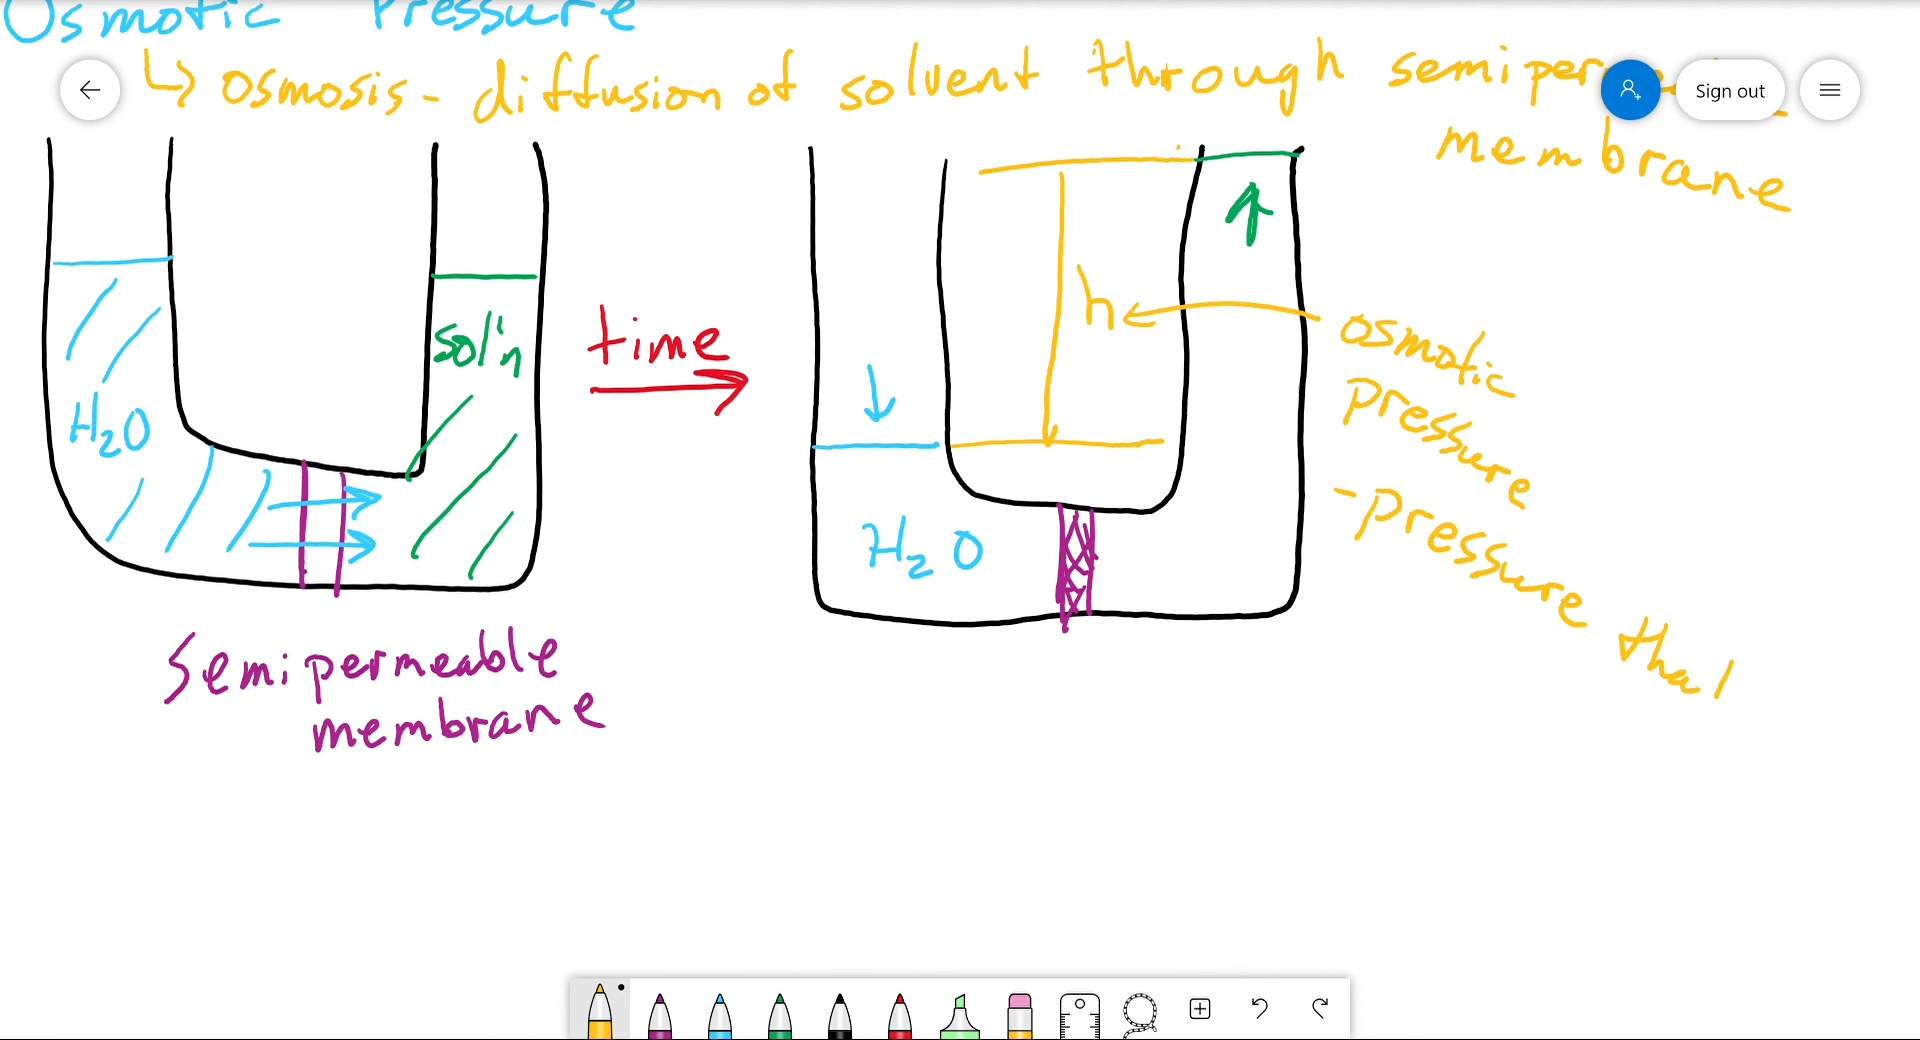 Osmotic Pressure
↳ osmosis - diffusion of solvent through semiper
membrane
Sign out
sol'n
time
h
H₂O
osmotic
pressure
- pressure that
H₂O
semipermeable
membrane